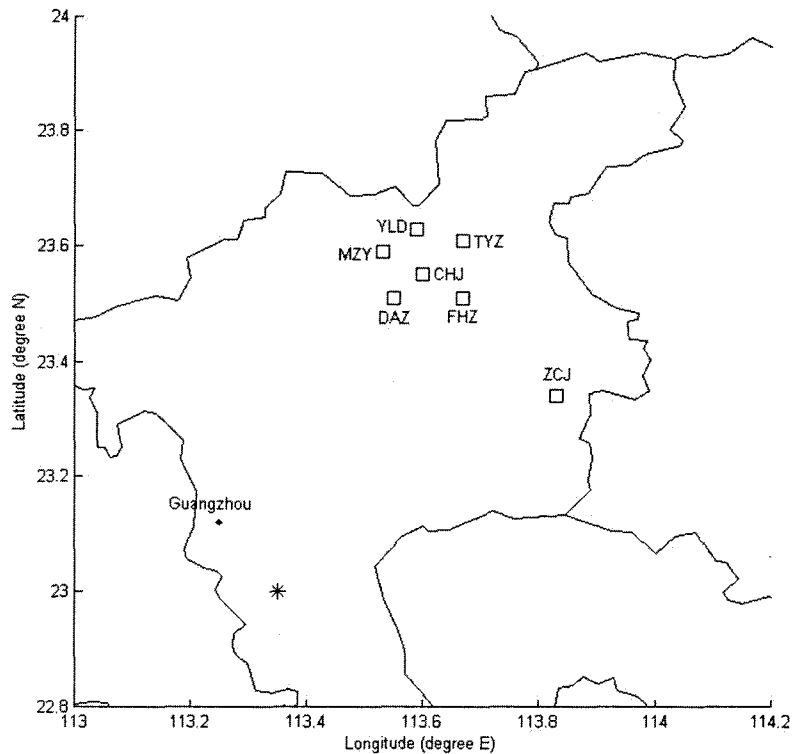 24
23.8
YLD
TYZ
23.6
MZY
CHJ
DAZ
FHZ
23.4
ZCJ
23.2
Guangzhou
23
22.8
113
113.2
113.4
113.6
113.8
114
114.2
Longitude (degree E)
Latitude (degree N)